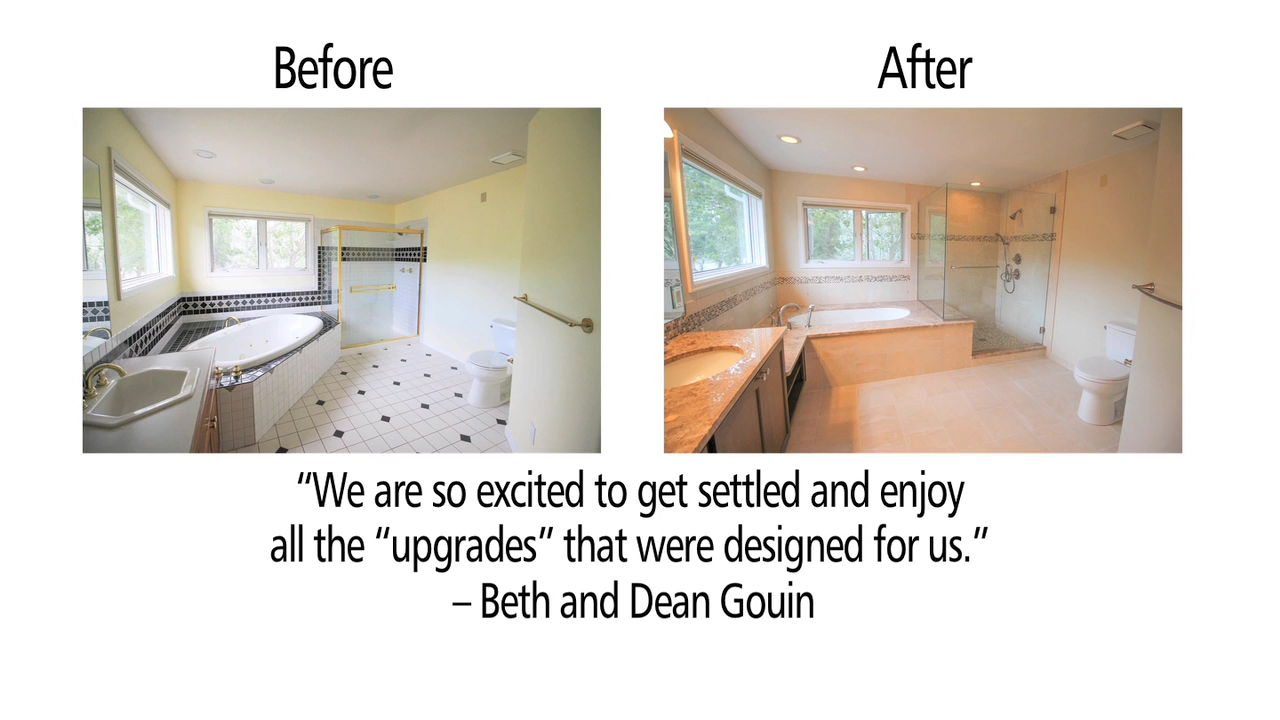 Before
After
“We are so excited to get settled and enjoy
all the “upgrades” that were designed for us.”
– Beth and Dean Gouin